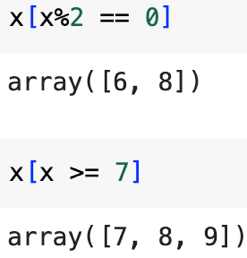 x[x%2 == 0]
array([6, 8])
x[x >= 7]
array([7, 8, 9])